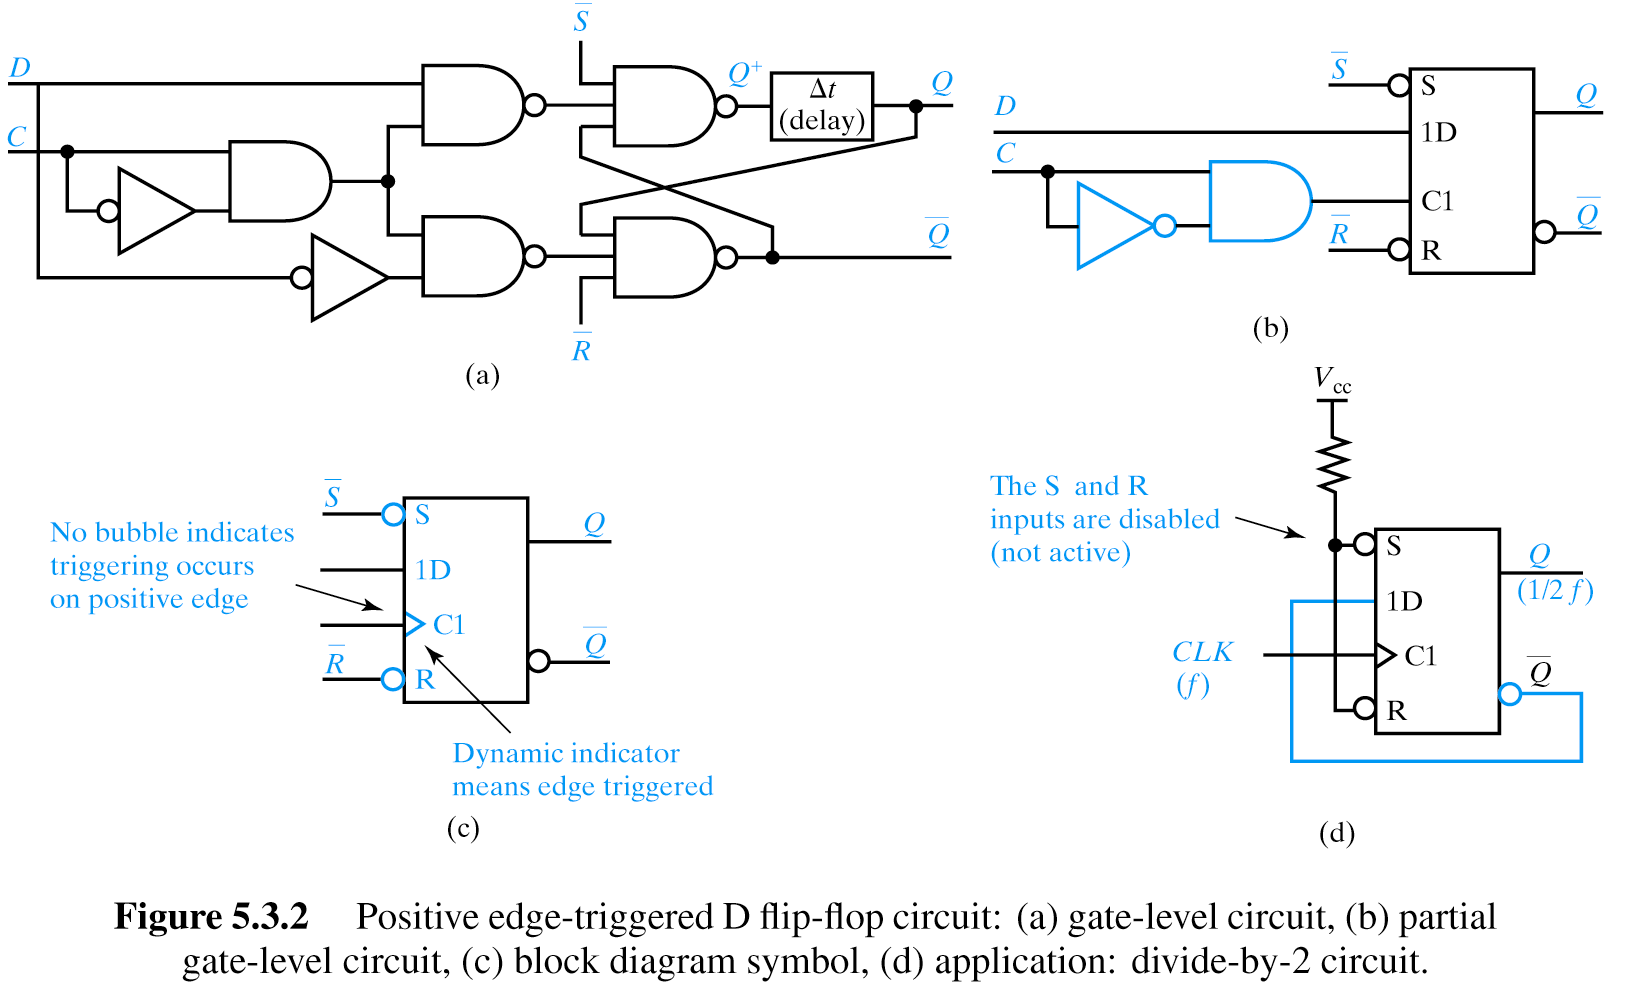 S̅
D
Q⁺
Δt
(delay)
Q
C
Q̅
R̅
(a)
S̅
S
Q
D
1D
C
C1
Q̅
R̅
R
(b)
S̅
S
Q
No bubble indicates
triggering occurs
on positive edge
1D
C1
R̅
R
Q̅
Dynamic indicator
means edge triggered
(c)
Vcc
The S and R
inputs are disabled
(not active)
S
Q
(1/2 f)
1D
CLK
(f)
C1
Q̅
R
(d)
Figure 5.3.2 Positive edge-triggered D flip-flop circuit: (a) gate-level circuit, (b) partial
gate-level circuit, (c) block diagram symbol, (d) application: divide-by-2 circuit.